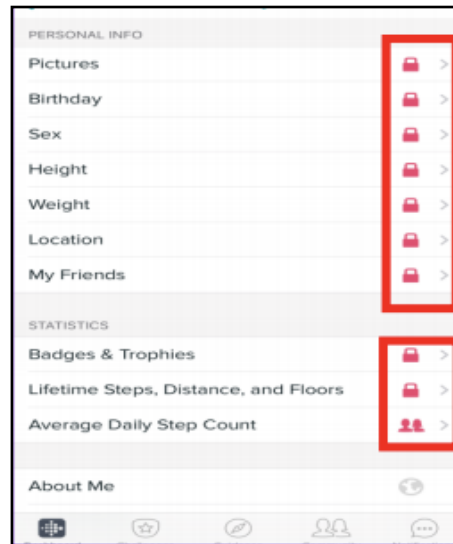 PERSONAL INFO
Pictures
Birthday
Sex
Height
Weight
Location
My Friends
STATISTICS
Badges & Trophies
Lifetime Steps, Distance, and Floors
Average Daily Step Count
About Me